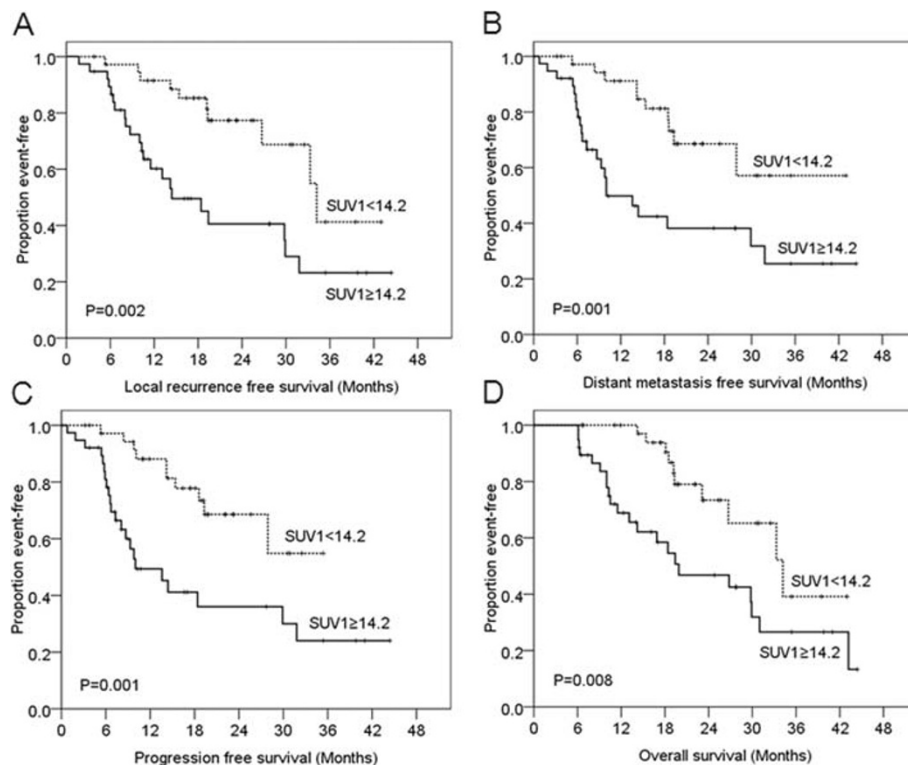 A
1.0
0.8
0.6
0.4
0.2
0.0
Proportion event-free
SUV1<14.2
SUV1≥14.2
P=0.002
0 6 12 18 24 30 36 42 48
Local recurrence free survival (Months)
B
1.0
0.8
0.6
0.4
0.2
0.0
Proportion event-free
SUV1<14.2
SUV1≥14.2
P=0.001
0 6 12 18 24 30 36 42 48
Distant metastasis free survival (Months)
C
1.0
0.8
0.6
0.4
0.2
0.0
Proportion event-free
SUV1<14.2
SUV1≥14.2
P=0.001
0 6 12 18 24 30 36 42 48
Progression free survival (Months)
D
1.0
0.8
0.6
0.4
0.2
0.0
Proportion event-free
SUV1<14.2
SUV1≥14.2
P=0.008
0 6 12 18 24 30 36 42 48
Overall survival (Months)